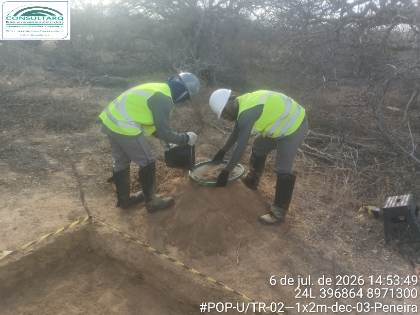 CONSULTARQ
6 de jul. de 2026 14:53:49
24L 396864 8971300
#POP-U/TR-02—1x2m-dec-03-Peneira